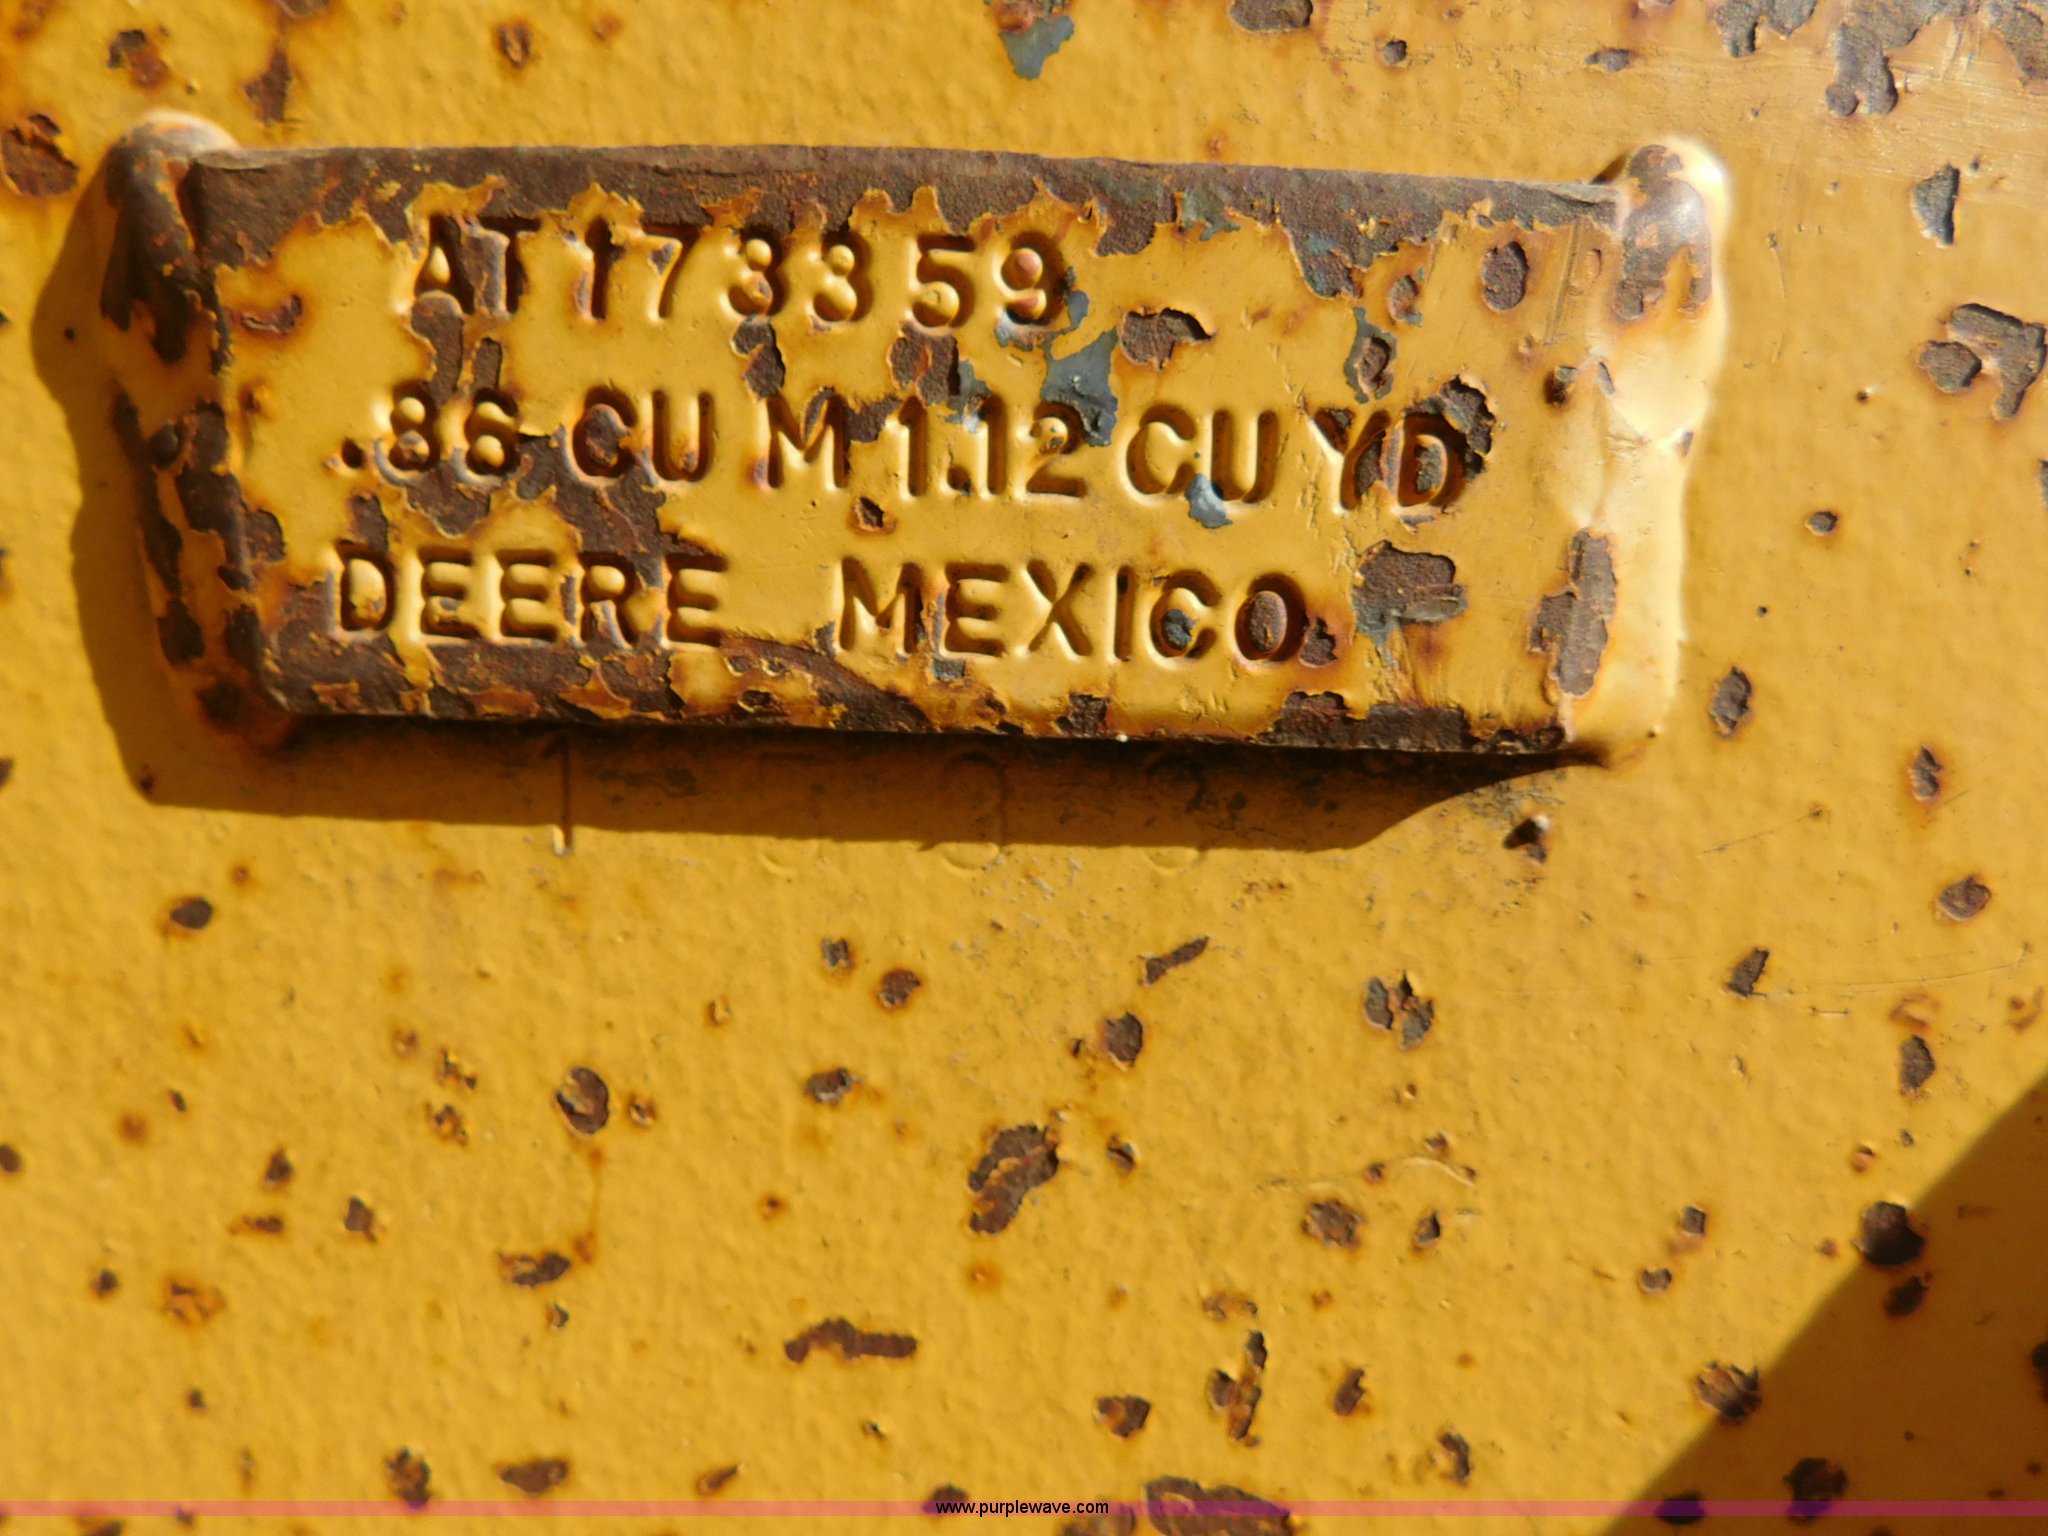 AT173359
.86 CU M 1.12 CU YD
DEERE MEXICO
www.purplewave.com